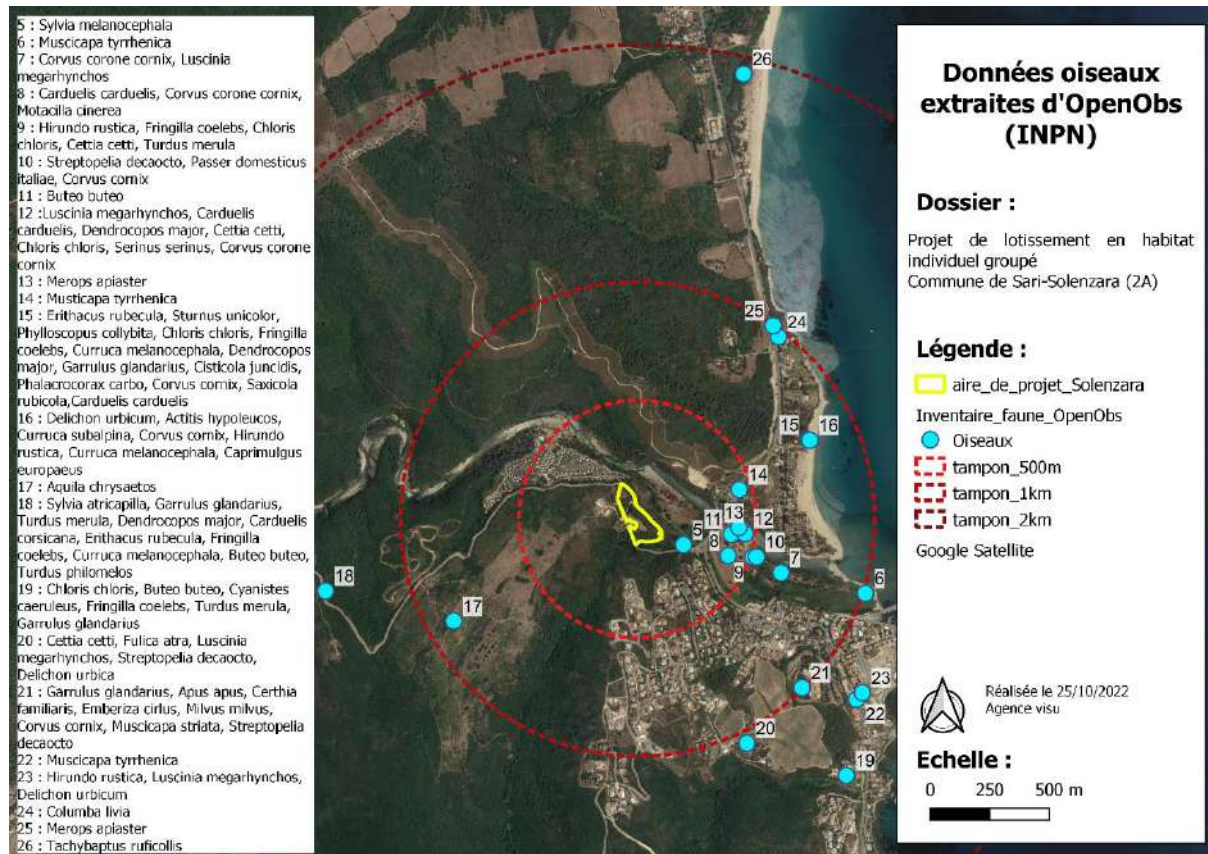 5 : Sylvia melanocephala
6 : Muscicapa tyrrhenica
7 : Corvus corone cornix, Luscinia
megarhynchos
8 : Carduelis carduelis, Corvus corone cornix,
Motacilla cinerea
9 : Hirundo rustica, Fringilla coelebs, Chloris
chloris, Cettia cetti, Turdus merula
10 : Streptopelia decaocto, Passer domesticus
italiae, Corvus cornix
11 : Buteo buteo
12 :Luscinia megarhynchos, Carduelis
carduelis, Dendrocopos major, Cettia cetti,
Chloris chloris, Serinus serinus, Corvus corone
cornix
13 : Merops apiaster
14 : Musticapa tyrrhenica
15 : Erithacus rubecula, Sturnus unicolor,
Phylloscopus collybita, Chloris chloris, Fringilla
coelebs, Curruca melanocephala, Dendrocopos
major, Garrulus glandarius, Cisticola juncidis,
Phalacrocorax carbo, Corvus cornix, Saxicola
rubicola,Carduelis carduelis
16 : Delichon urbicum, Actitis hypoleucos,
Curruca subalpina, Corvus cornix, Hirundo
rustica, Curruca melanocephala, Caprimulgus
europaeus
17 : Aquila chrysaetos
18 : Sylvia atricapilla, Garrulus glandarius,
Turdus merula, Dendrocopos major, Carduelis
corsicana, Erithacus rubecula, Fringilla
coelebs, Curruca melanocephala, Buteo buteo,
Turdus philomelos
19 : Chloris chloris, Buteo buteo, Cyanistes
caeruleus, Fringilla coelebs, Turdus merula,
Garrulus glandarius
20 : Cettia cetti, Fulica atra, Luscinia
megarhynchos, Streptopelia decaocto,
Delichon urbica
21 : Garrulus glandarius, Apus apus, Certhia
familiaris, Emberiza cirlus, Milvus milvus,
Corvus cornix, Muscicapa striata, Streptopelia
decaocto
22 : Muscicapa tyrrhenica
23 : Hirundo rustica, Luscinia megarhynchos,
Delichon urbicum
24 : Columba livia
25 : Merops apiaster
26 : Tachybaptus ruficollis
26
25
24
15
16
14
13
11
12
5
8
10
7
9
6
18
17
21
23
22
20
19
Données oiseaux
extraites d'OpenObs
(INPN)
Dossier :
Projet de lotissement en habitat
individuel groupé
Commune de Sari-Solenzara (2A)
Légende :
aire_de_projet_Solenzara
Inventaire_faune_OpenObs
Oiseaux
tampon_500m
tampon_1km
tampon_2km
Google Satellite
Réalisée le 25/10/2022
Agence visu
Echelle :
0 250 500 m